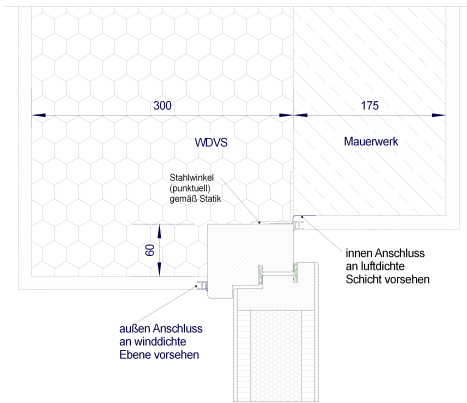 300
175
WDVS
Mauerwerk
Stahlwinkel
(punktuell)
gemäß Statik
60
innen Anschluss
an luftdichte
Schicht vorsehen
außen Anschluss
an winddichte
Ebene vorsehen